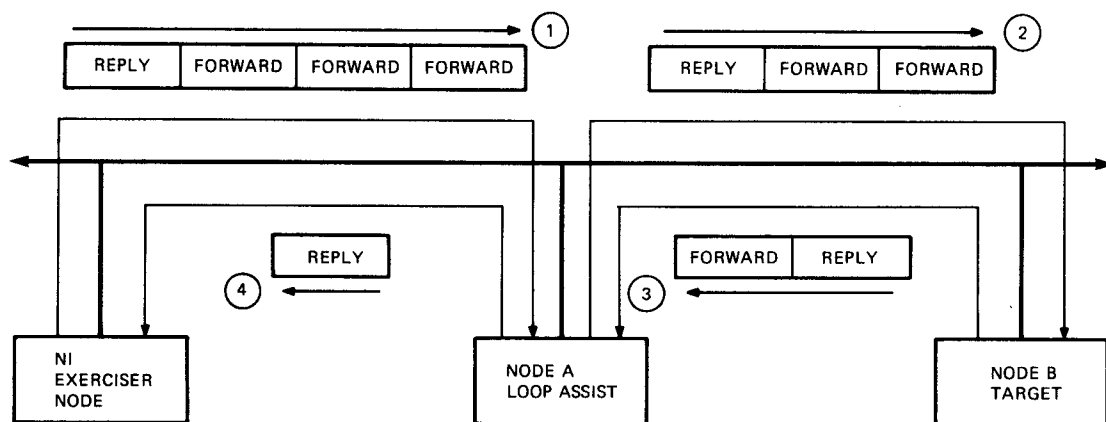 1
2
REPLY FORWARD FORWARD FORWARD
REPLY FORWARD FORWARD
REPLY
FORWARD REPLY
4
3
NI
EXERCISER
NODE
NODE A
LOOP ASSIST
NODE B
TARGET